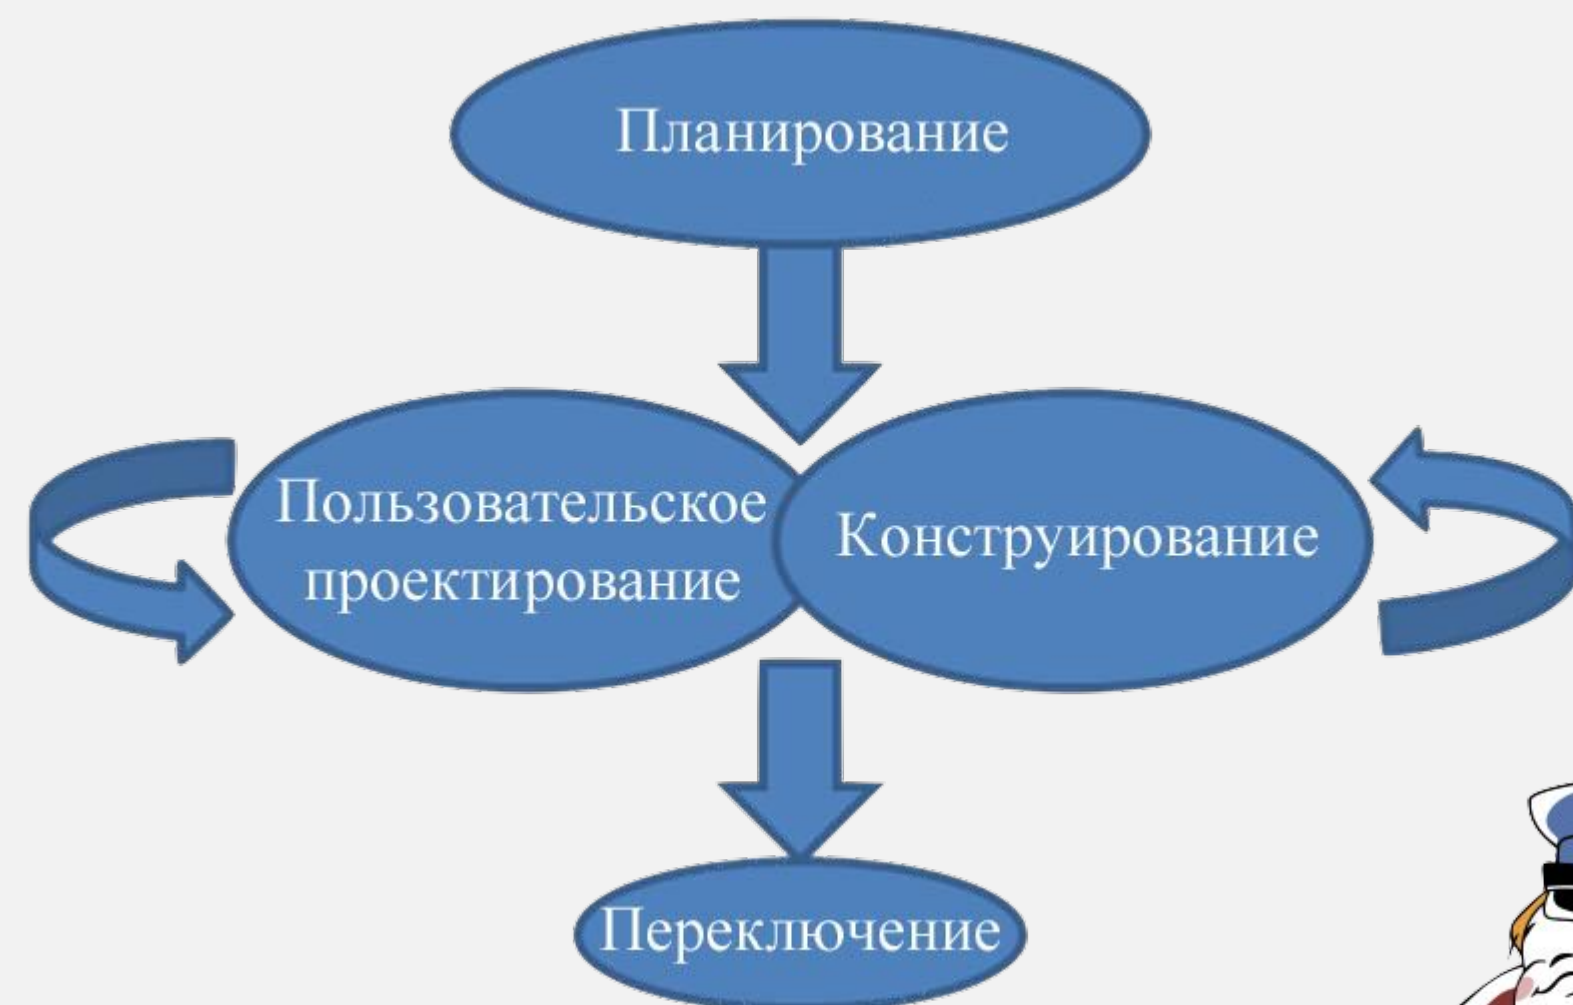 Планирование
Пользовательское
проектирование
Конструирование
Переключение